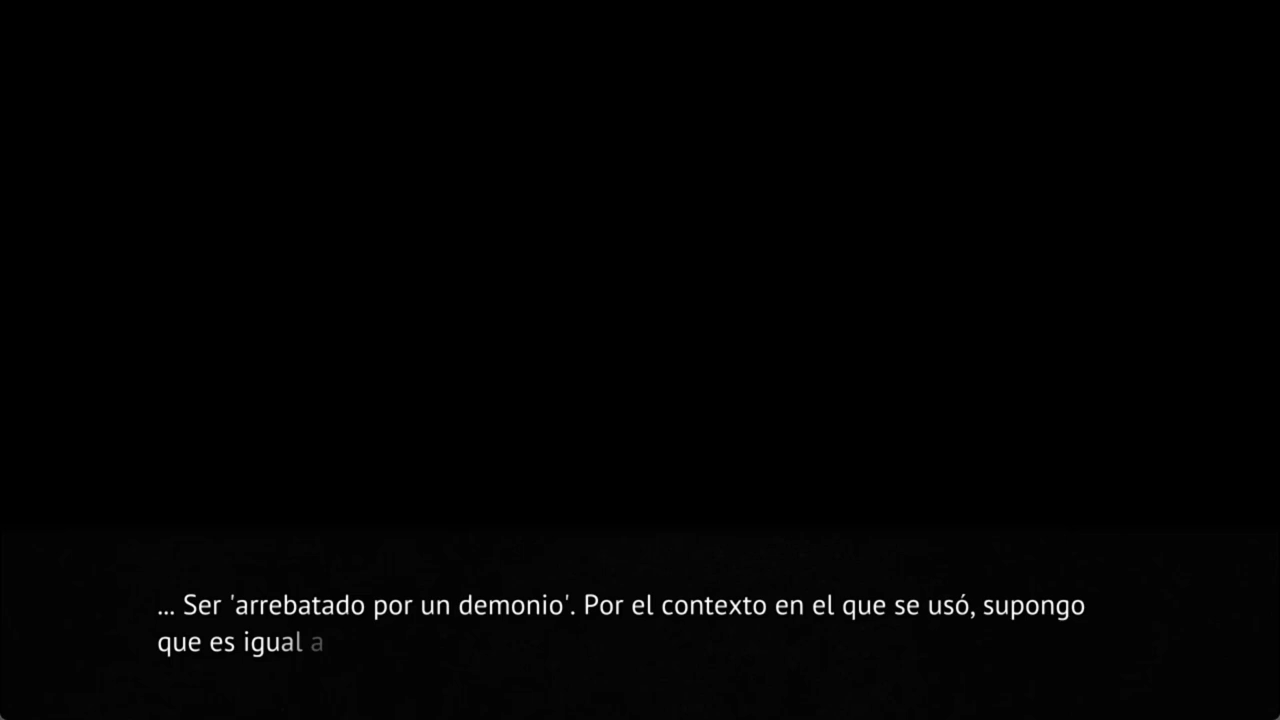 ... Ser 'arrebatado por un demonio'. Por el contexto en el que se usó, supongo
que es igual a